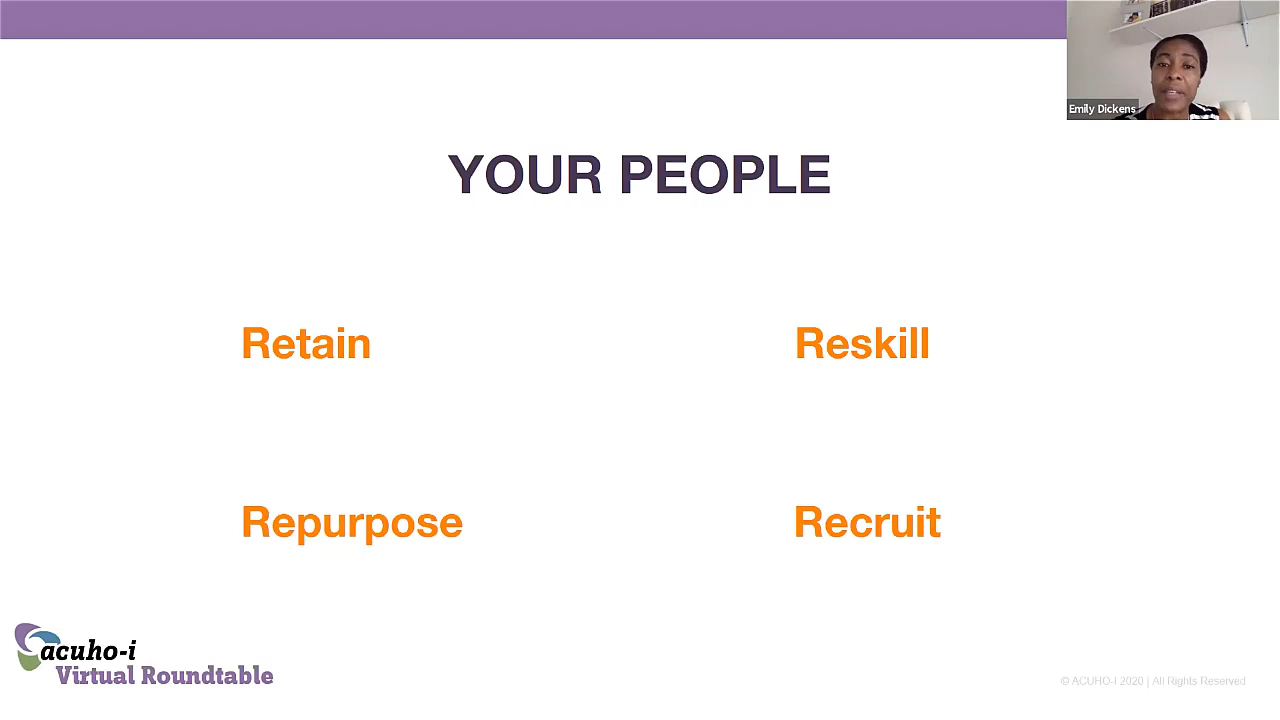 Emily Dickens
YOUR PEOPLE
Retain
Reskill
Repurpose
Recruit
acuho-i
Virtual Roundtable
© ACUHO-I 2020 | All Rights Reserved